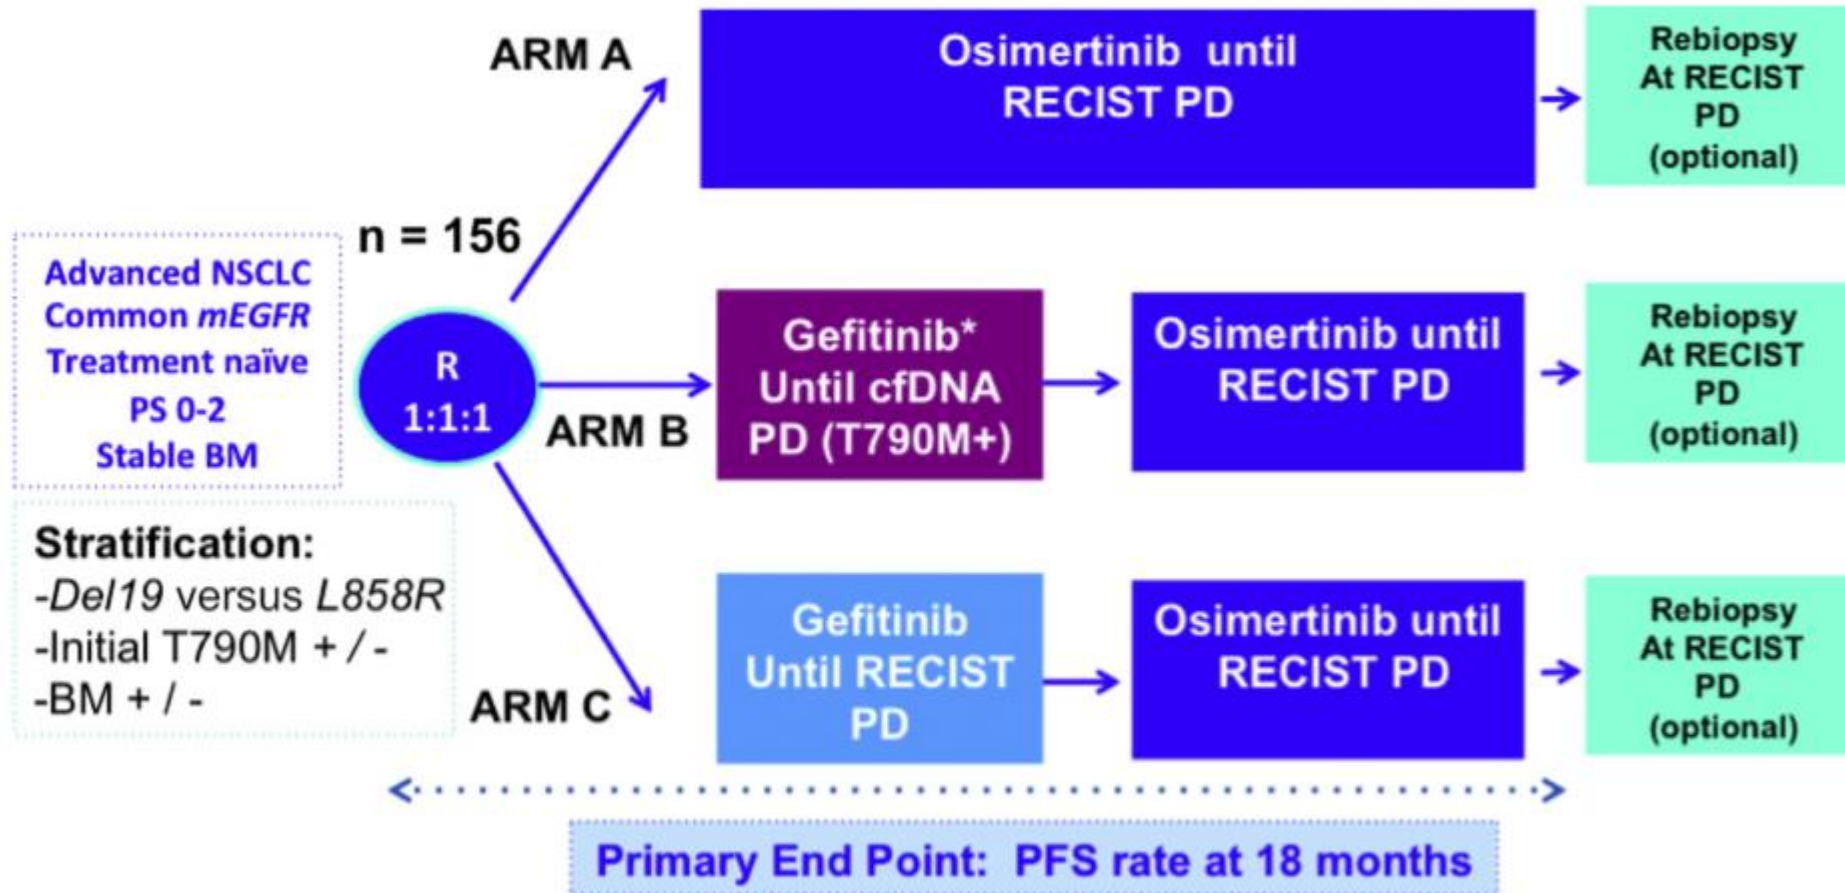 ARM A
Osimertinib until
RECIST PD
Rebiopsy
At RECIST
PD
(optional)
n = 156
Advanced NSCLC
Common mEGFR
Treatment naïve
PS 0-2
Stable BM
R
1:1:1
ARM B
Gefitinib*
Until cfDNA
PD (T790M+)
Osimertinib until
RECIST PD
Rebiopsy
At RECIST
PD
(optional)
Stratification:
-Del19 versus L858R
-Initial T790M + / -
-BM + / -
ARM C
Gefitinib
Until RECIST
PD
Osimertinib until
RECIST PD
Rebiopsy
At RECIST
PD
(optional)
Primary End Point: PFS rate at 18 months